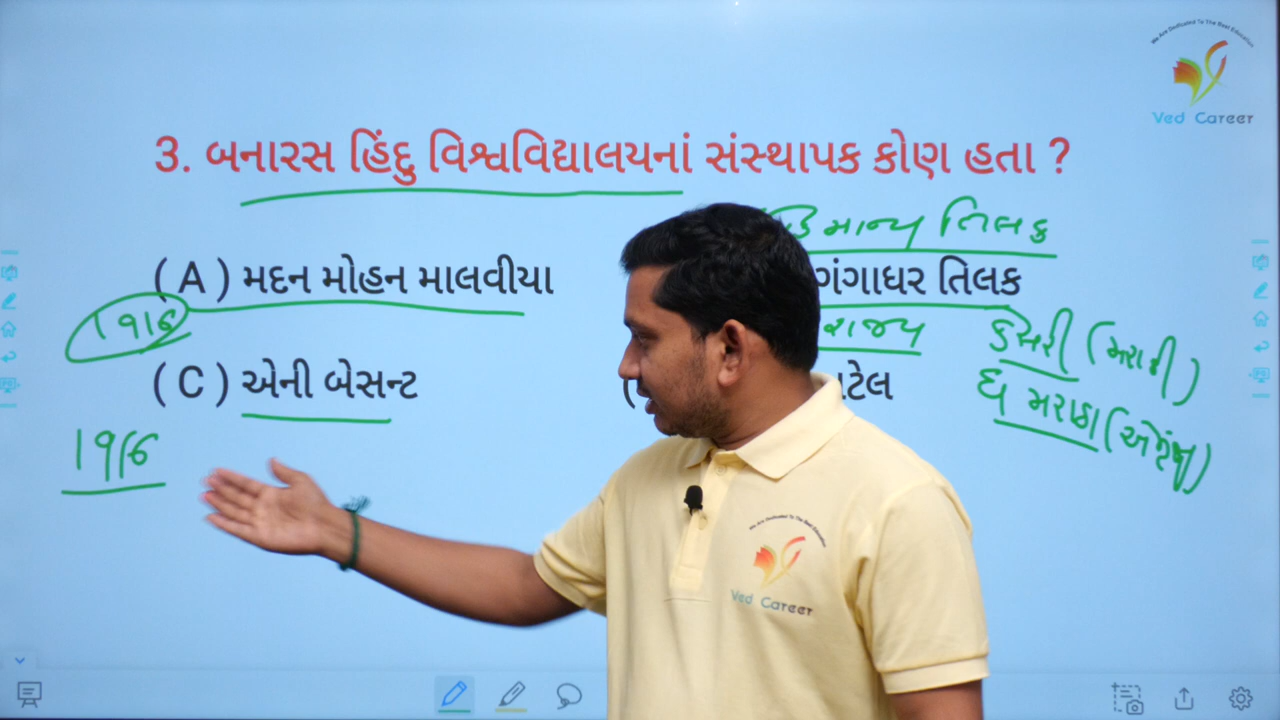 We Are Dedicated To The Best Education
Ved Career
3. બનારસ હિંદુ વિશ્વવિદ્યાલયનાં સંસ્થાપક કોણ હતા ?
માન્ય તિલક
( A ) મદન મોહન માલવીયા
ગંગાધર તિલક
1916
રાજ્ય
કેસરી (મરાઠી)
( C ) એની બેસન્ટ
(
ટેલ
ધ મરાઠા (અંગ્રેજી)
1916
We Are Dedicated To The Best Education
Ved Career